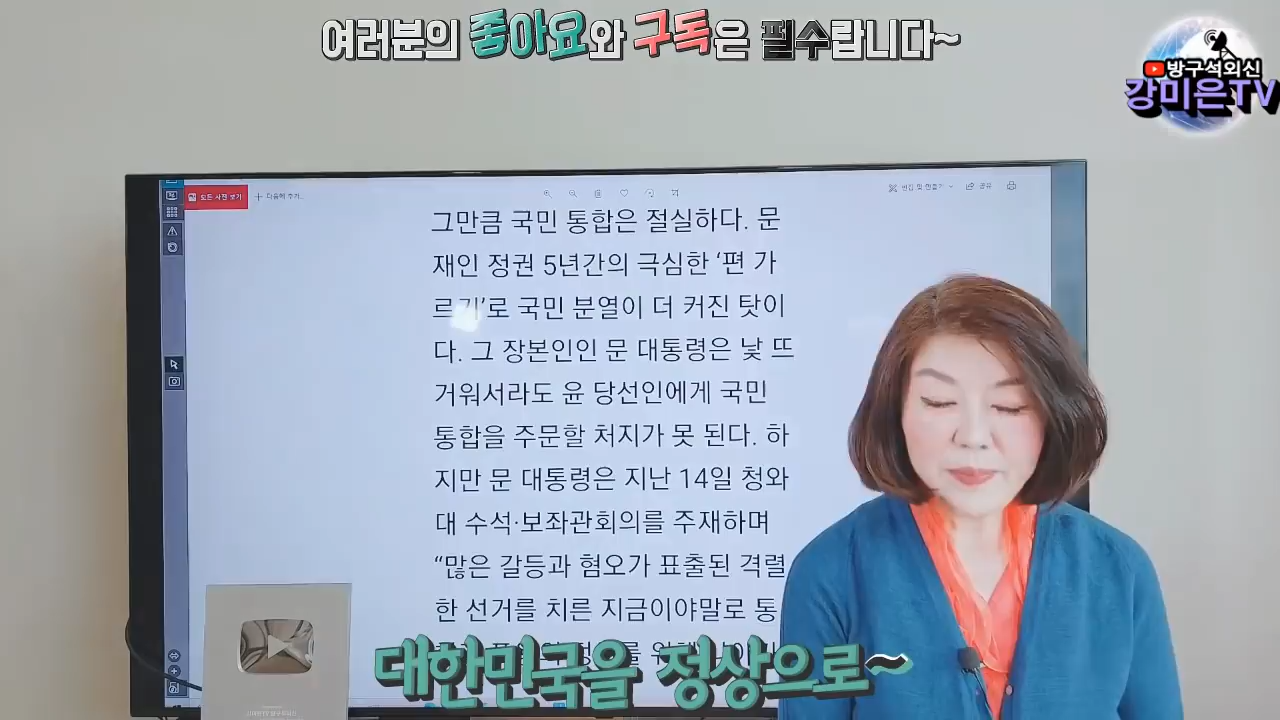 여러분의 좋아요와 구독은 필수랍니다~
방구석외신
강미은TV
모든 사진 보기
그만큼 국민 통합은 절실하다. 문
재인 정권 5년간의 극심한 ‘편 가
르기’로 국민 분열이 더 커진 탓이
다. 그 장본인인 문 대통령은 낯 뜨
거워서라도 윤 당선인에게 국민
통합을 주문할 처지가 못 된다. 하
지만 문 대통령은 지난 14일 청와
대 수석·보좌관회의를 주재하며
“많은 갈등과 혐오가 표출된 격렬
한 선거를 치른 지금이야말로 통
대한민국을 정상으로~